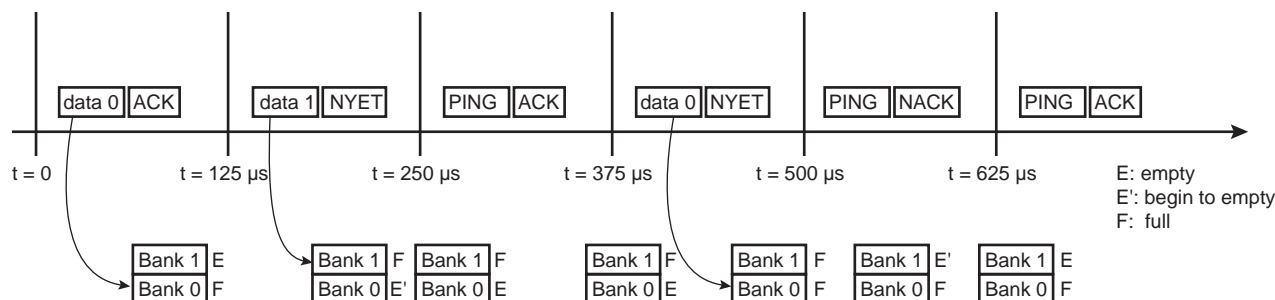 data 0 ACK data 1 NYET PING ACK data 0 NYET PING NACK PING ACK
t = 0 t = 125 µs t = 250 µs t = 375 µs t = 500 µs t = 625 µs
E: empty
E': begin to empty
F: full
Bank 1 E Bank 1 F Bank 1 F Bank 1 F Bank 1 F Bank 1 E' Bank 1 E
Bank 0 F Bank 0 E' Bank 0 E Bank 0 E Bank 0 F Bank 0 F Bank 0 F